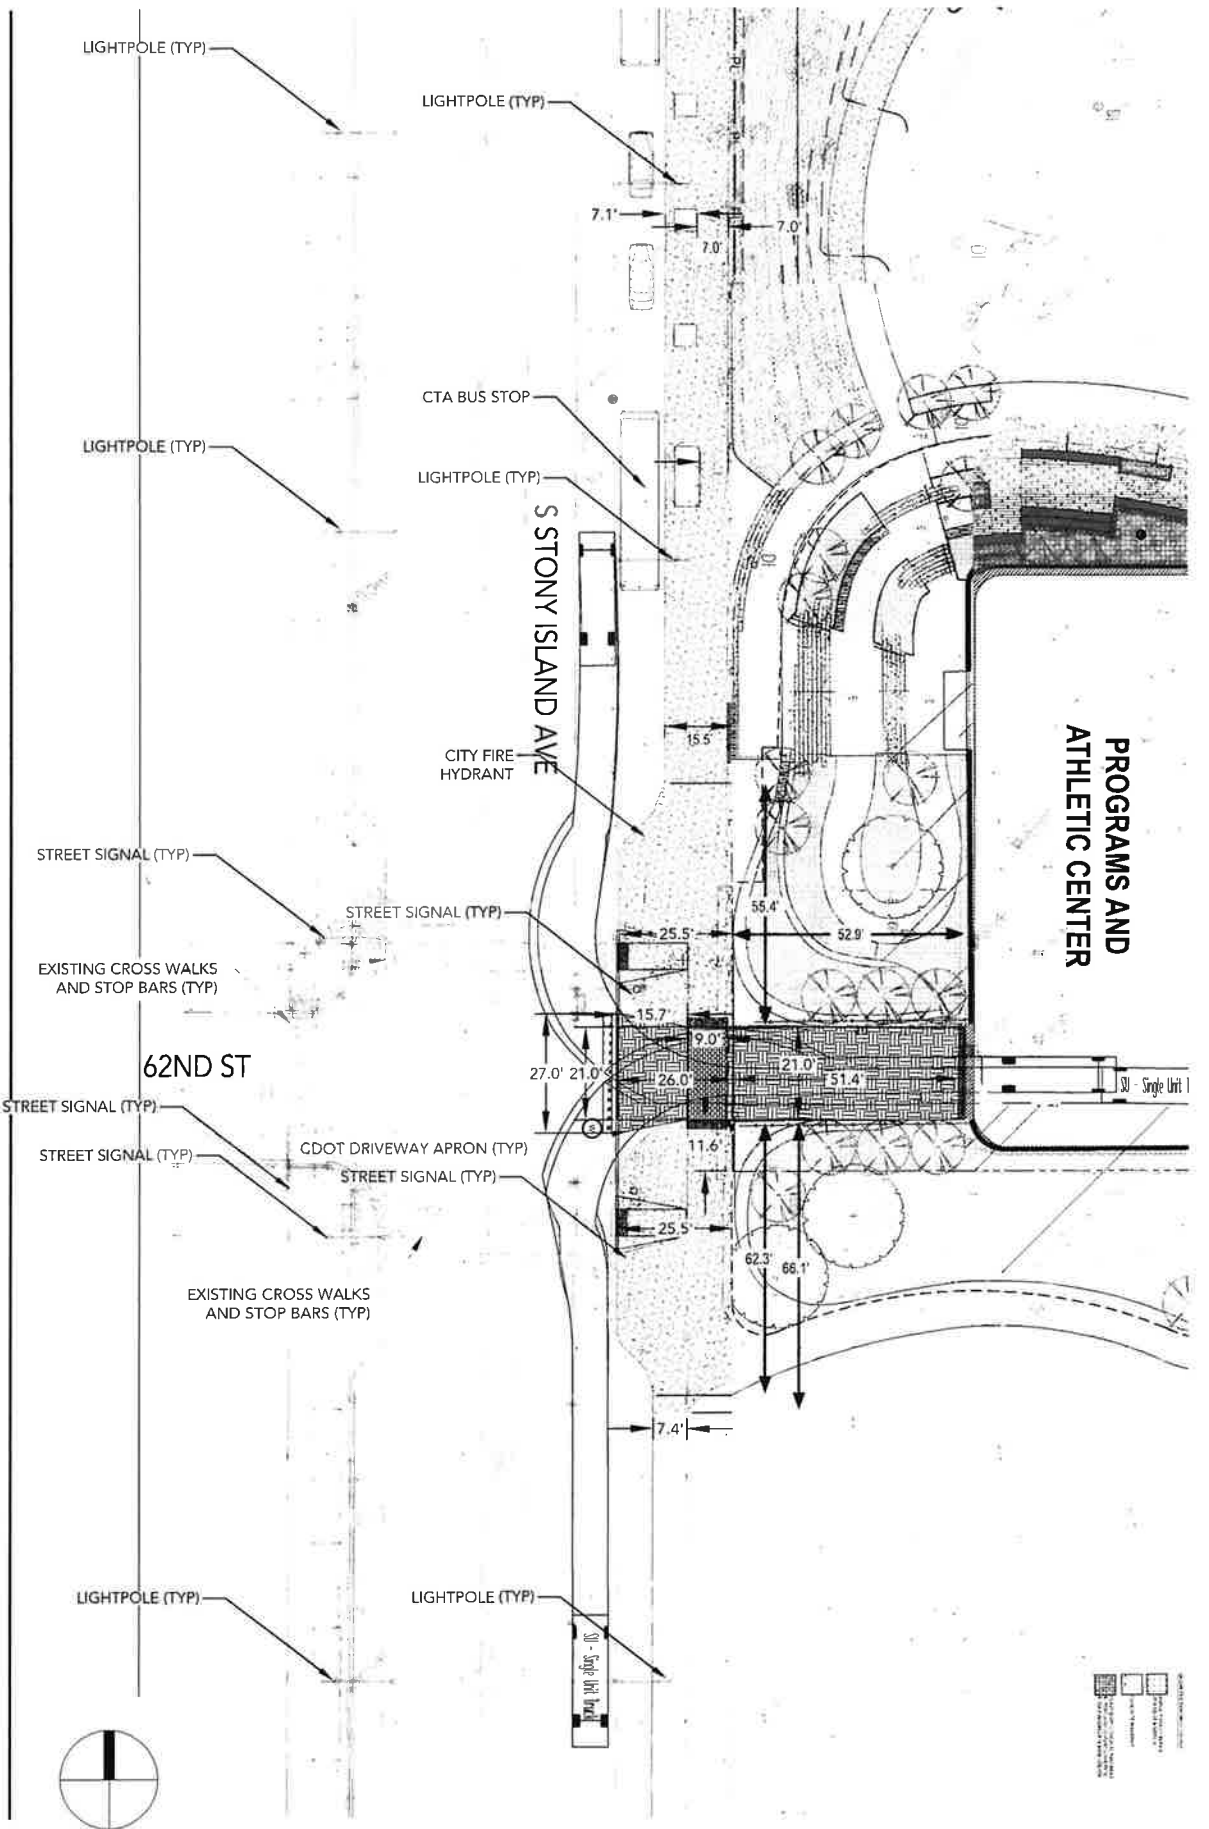 LIGHTPOLE (TYP)
LIGHTPOLE (TYP)
PL
PL
7.1'
7.0'
7.0'
CTA BUS STOP
LIGHTPOLE (TYP)
LIGHTPOLE (TYP)
S STONY ISLAND AVE
15.5'
CITY FIRE
HYDRANT
PROGRAMS AND
ATHLETIC CENTER
STREET SIGNAL (TYP)
STREET SIGNAL (TYP)
55.4'
25.5'
52.9'
EXISTING CROSS WALKS
AND STOP BARS (TYP)
15.7'
9.0'
62ND ST
27.0'
21.0'
26.0'
21.0'
51.4'
SU - Single Unit T
STREET SIGNAL (TYP)
STREET SIGNAL (TYP)
CDOT DRIVEWAY APRON (TYP)
11.6'
STREET SIGNAL (TYP)
25.5'
62.3'
66.1'
EXISTING CROSS WALKS
AND STOP BARS (TYP)
7.4'
LIGHTPOLE (TYP)
LIGHTPOLE (TYP)
SU - Single Unit Truck